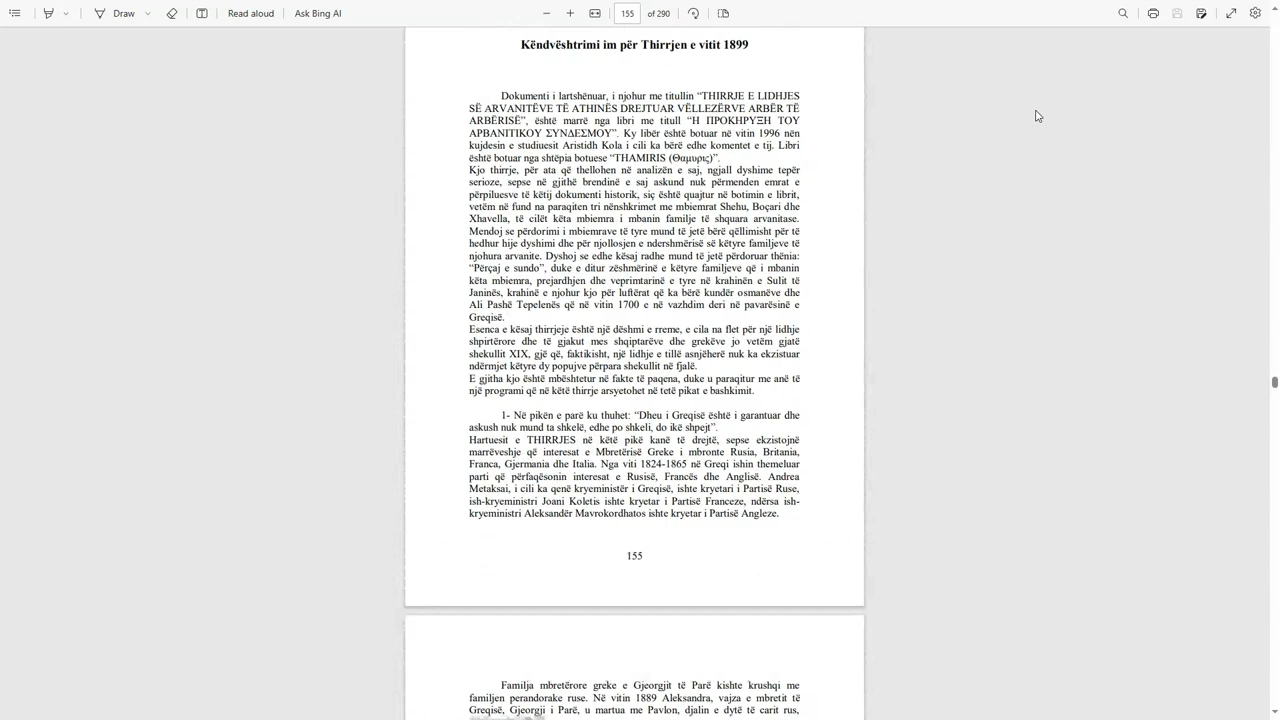 Draw
Read aloud
Ask Bing AI
155
of 290
Këndvështrimi im për Thirrjen e vitit 1899
Dokumenti i lartshënuar, i njohur me titullin “THIRRJE E LIDHJES
SË ARVANITËVE TË ATHINËS DREJTUAR VËLLEZËRVE ARBËR TË
ARBËRISË”, është marrë nga libri me titull “Η ΠΡΟΚΗΡΥΞΗ ΤΟΥ
ΑΡΒΑΝΙΤΙΚΟΥ ΣΥΝΔΕΣΜΟΥ”. Ky libër është botuar në vitin 1996 nën
kujdesin e studiuesit Aristidh Kola i cili ka bërë edhe komentet e tij. Libri
është botuar nga shtëpia botuese “THAMIRIS (Θαμυρις)”.
Kjo thirrje, për ata që thellohen në analizën e saj, ngjall dyshime tepër
serioze, sepse në gjithë brendinë e saj askund nuk përmenden emrat e
përpiluesve të këtij dokumenti historik, siç është quajtur në botimin e librit,
vetëm në fund na paraqiten tri nënshkrimet me mbiemrat Shehu, Boçari dhe
Xhavella, të cilët këta mbiemra i mbanin familje të shquara arvanitase.
Mendoj se përdorimi i mbiemrave të tyre mund të jetë bërë qëllimisht për të
hedhur hije dyshimi dhe për njollosjen e ndershmërisë së këtyre familjeve të
njohura arvanite. Dyshoj se edhe kësaj radhe mund të jetë përdoruar thënia:
“Përçaj e sundo”, duke e ditur zëshmërinë e këtyre familjeve që i mbanin
këta mbiemra, prejardhjen dhe veprimtarinë e tyre në krahinën e Sulit të
Janinës, krahinë e njohur kjo për luftërat që ka bërë kundër osmanëve dhe
Ali Pashë Tepelenës që në vitin 1700 e në vazhdim deri në pavarësinë e
Greqisë.
Esenca e kësaj thirrjeje është një dëshmi e rreme, e cila na flet për një lidhje
shpirtërore dhe të gjakut mes shqiptarëve dhe grekëve jo vetëm gjatë
shekullit XIX, gjë që, faktikisht, një lidhje e tillë asnjëherë nuk ka ekzistuar
ndërmjet këtyre dy popujve përpara shekullit në fjalë.
E gjitha kjo është mbështetur në fakte të paqena, duke u paraqitur me anë të
një programi që në këtë thirrje arsyetohet në tetë pikat e bashkimit.
1- Në pikën e parë ku thuhet: “Dheu i Greqisë është i garantuar dhe
askush nuk mund ta shkelë, edhe po shkeli, do ikë shpejt”.
Hartuesit e THIRRJES në këtë pikë kanë të drejtë, sepse ekzistojnë
marrëveshje që interesat e Mbretërisë Greke i mbronte Rusia, Britania,
Franca, Gjermania dhe Italia. Nga viti 1824-1865 në Greqi ishin themeluar
parti që përfaqësonin interesat e Rusisë, Francës dhe Anglisë. Andrea
Metaksai, i cili ka qenë kryeministër i Greqisë, ishte kryetari i Partisë Ruse,
ish-kryeministri Joani Koletis ishte kryetar i Partisë Franceze, ndërsa ish-
kryeministri Aleksandër Mavrokordhatos ishte kryetar i Partisë Angleze.
155
Familja mbretërore greke e Gjeorgjit të Parë kishte krushqi me
familjen perandorake ruse. Në vitin 1889 Aleksandra, vajza e mbretit të
Greqisë, Gjeorgji i Parë, u martua me Pavlon, djalin e dytë të carit rus,